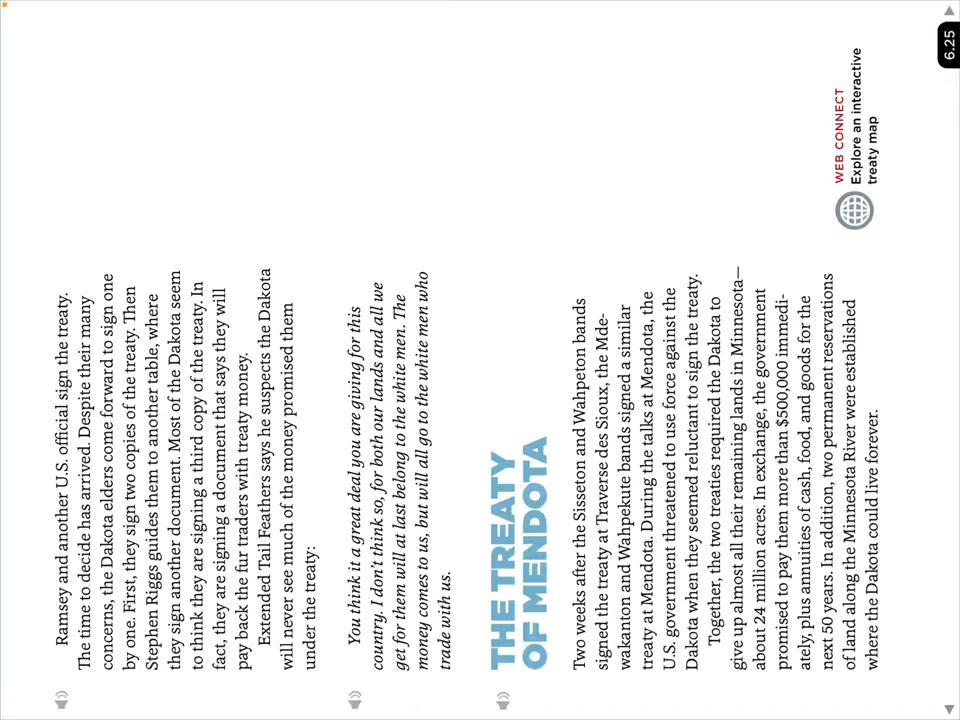 Ramsey and another U.S. official sign the treaty.
The time to decide has arrived. Despite their many
concerns, the Dakota elders come forward to sign one
by one. First, they sign two copies of the treaty. Then
Stephen Riggs guides them to another table, where
they sign another document. Most of the Dakota seem
to think they are signing a third copy of the treaty. In
fact, they are signing a document that says they will
pay back the fur traders with treaty money.
Extended Tail Feathers says he suspects the Dakota
will never see much of the money promised them
under the treaty:
You think it a great deal you are giving for this
country. I don't think so, for both our lands and all we
get for them will at last belong to the white men. The
money comes to us, but will all go to the white men who
trade with us.
THE TREATY
OF MENDOTA
Two weeks after the Sisseton and Wahpeton bands
signed the treaty at Traverse des Sioux, the Mde-
wakanton and Wahpekute bands signed a similar
treaty at Mendota. During the talks at Mendota, the
U.S. government threatened to use force against the
Dakota when they seemed reluctant to sign the treaty.
Together, the two treaties required the Dakota to
give up almost all their remaining lands in Minnesota—
about 24 million acres. In exchange, the government
promised to pay them more than $500,000 immedi-
ately, plus annuities of cash, food, and goods for the
next 50 years. In addition, two permanent reservations
of land along the Minnesota River were established
where the Dakota could live forever.
WEB CONNECT
Explore an interactive
treaty map
6.25